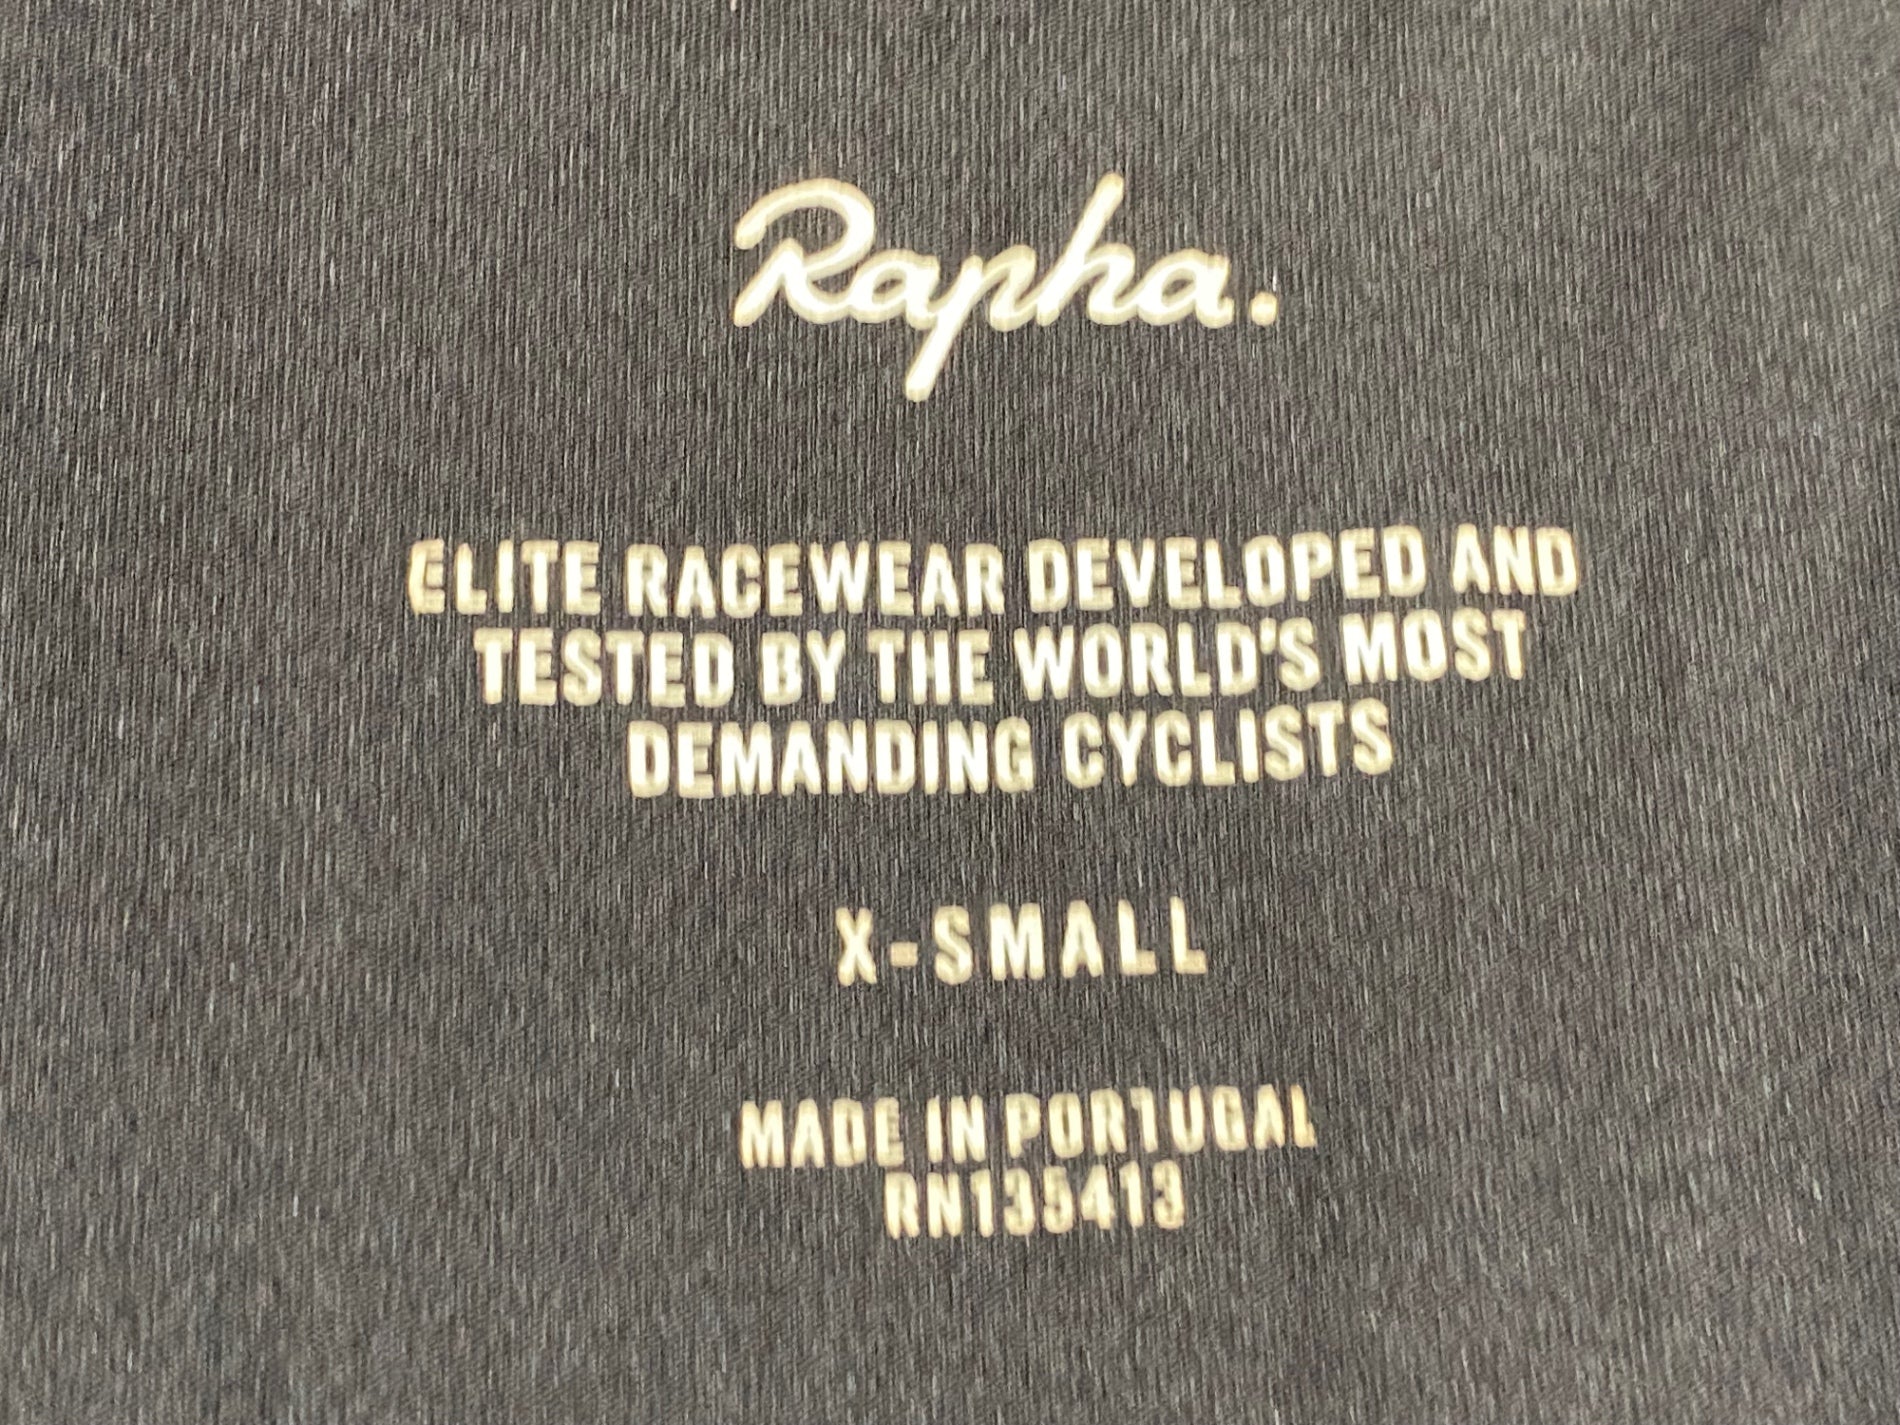 Rapha.
ELITE RACEWEAR DEVELOPED AND
TESTED BY THE WORLD'S MOST
DEMANDING CYCLISTS
X-SMALL
MADE IN PORTUGAL
RN135413